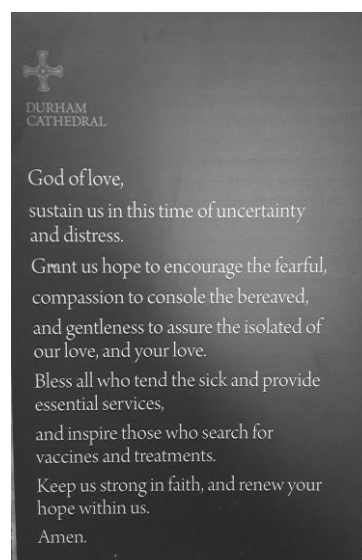 DURHAM
CATHEDRAL
God of love,
sustain us in this time of uncertainty
and distress.
Grant us hope to encourage the fearful,
compassion to console the bereaved,
and gentleness to assure the isolated of
our love, and your love.
Bless all who tend the sick and provide
essential services,
and inspire those who search for
vaccines and treatments.
Keep us strong in faith, and renew your
hope within us.
Amen.